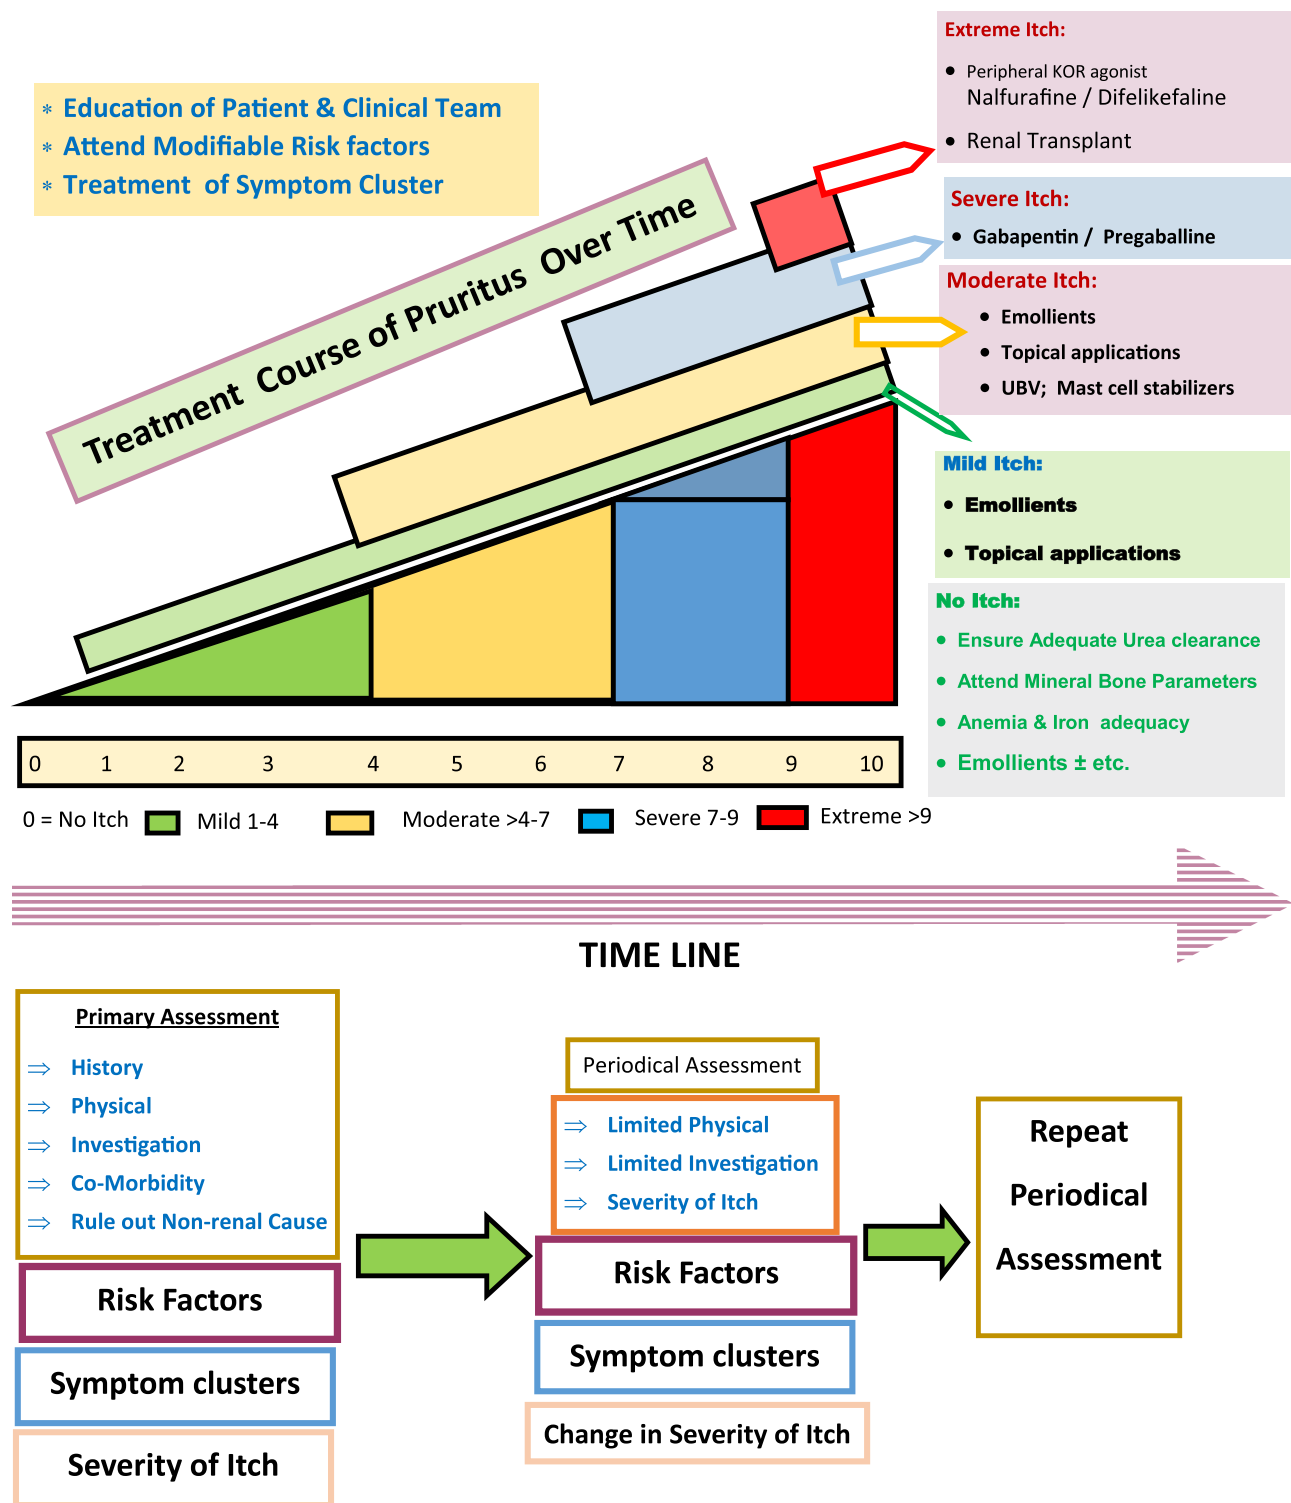 Extreme Itch:
• Peripheral KOR agonist
Nalfurafine / Difelikefaline
• Renal Transplant
∗ Education of Patient & Clinical Team
∗ Attend Modifiable Risk factors
∗ Treatment of Symptom Cluster
Treatment Course of Pruritus Over Time
Severe Itch:
• Gabapentin / Pregaballine
Moderate Itch:
• Emollients
• Topical applications
• UBV; Mast cell stabilizers
Mild Itch:
• Emollients
• Topical applications
No Itch:
• Ensure Adequate Urea clearance
• Attend Mineral Bone Parameters
• Anemia & Iron adequacy
• Emollients ± etc.
0 1 2 3 4 5 6 7 8 9 10
0 = No Itch Mild 1-4 Moderate >4-7 Severe 7-9 Extreme >9
TIME LINE
Primary Assessment
⇒ History
⇒ Physical
⇒ Investigation
⇒ Co-Morbidity
⇒ Rule out Non-renal Cause
Risk Factors
Symptom clusters
Severity of Itch
Periodical Assessment
⇒ Limited Physical
⇒ Limited Investigation
⇒ Severity of Itch
Risk Factors
Symptom clusters
Change in Severity of Itch
Repeat
Periodical
Assessment